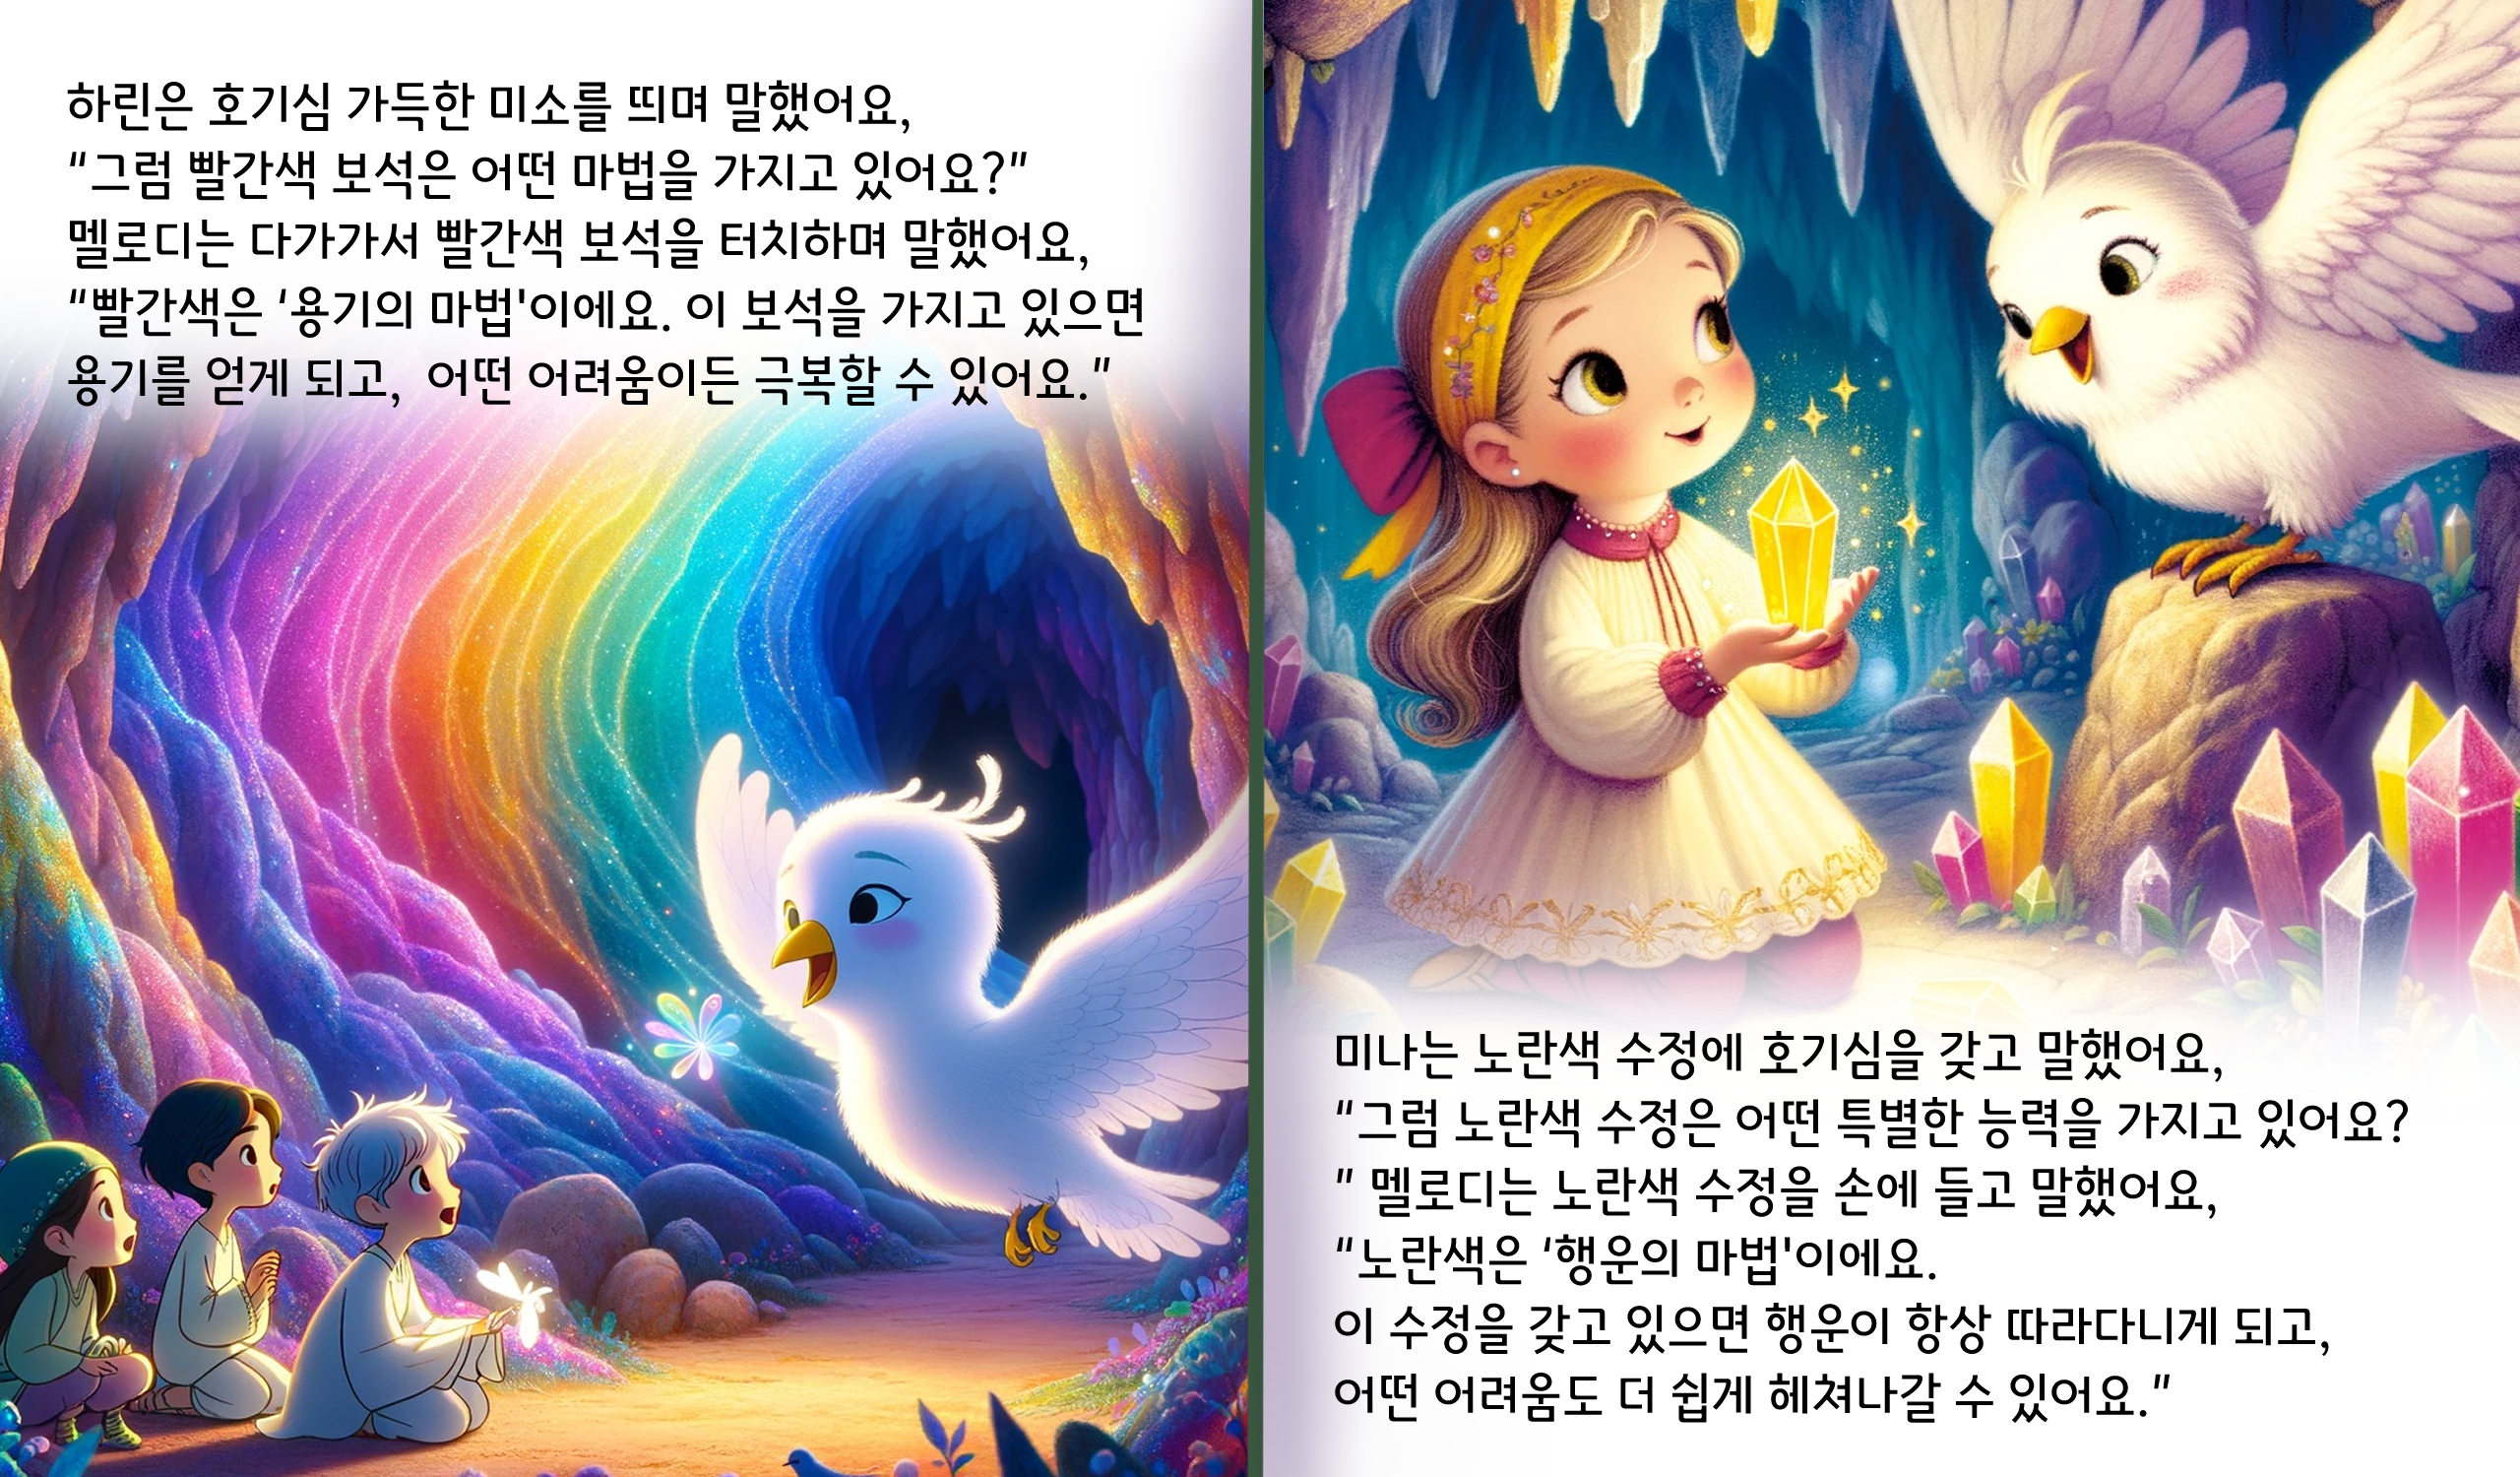 하린은 호기심 가득한 미소를 띄며 말했어요,
"그럼 빨간색 보석은 어떤 마법을 가지고 있어요?"
멜로디는 다가가서 빨간색 보석을 터치하며 말했어요,
"빨간색은 '용기의 마법'이에요. 이 보석을 가지고 있으면
용기를 얻게 되고, 어떤 어려움이든 극복할 수 있어요."
미나는 노란색 수정에 호기심을 갖고 말했어요,
"그럼 노란색 수정은 어떤 특별한 능력을 가지고 있어요?
" 멜로디는 노란색 수정을 손에 들고 말했어요,
"노란색은 '행운의 마법'이에요.
이 수정을 갖고 있으면 행운이 항상 따라다니게 되고,
어떤 어려움도 더 쉽게 헤쳐나갈 수 있어요."